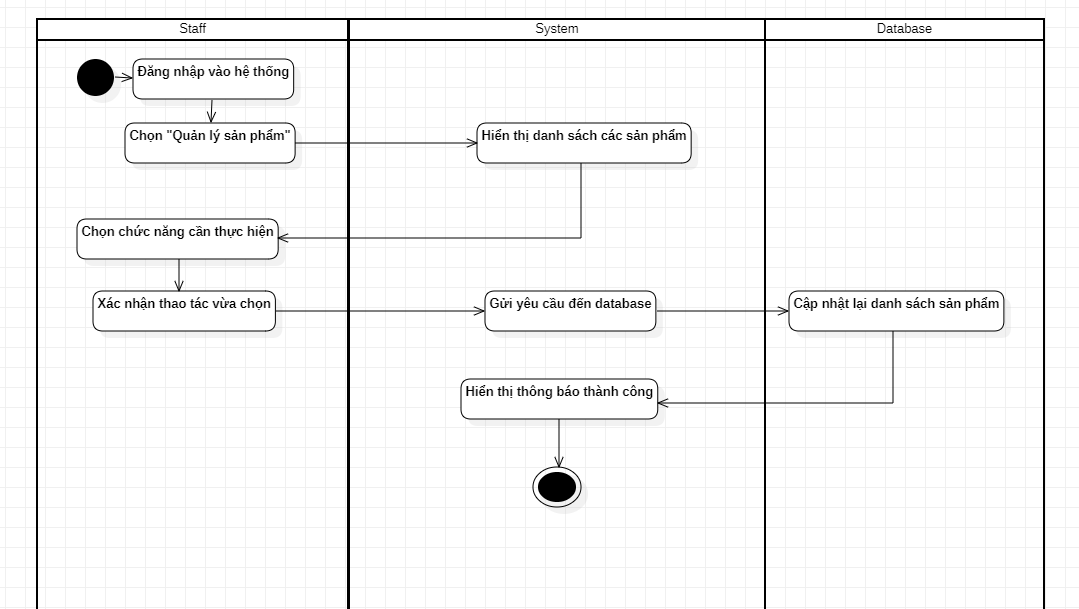 Staff
System
Database
Đăng nhập vào hệ thống
Chọn "Quản lý sản phẩm"
Hiển thị danh sách các sản phẩm
Chọn chức năng cần thực hiện
Xác nhận thao tác vừa chọn
Gửi yêu cầu đến database
Cập nhật lại danh sách sản phẩm
Hiển thị thông báo thành công